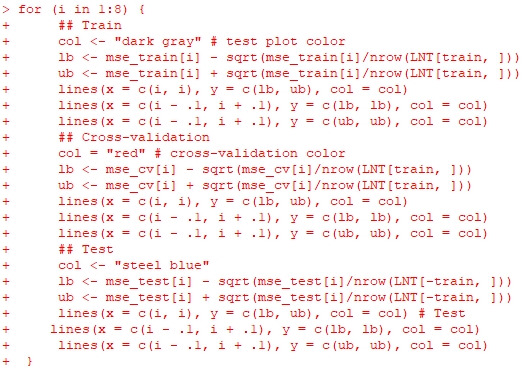 > for (i in 1:8) {
+      ## Train
+      col <- "dark gray" # test plot color
+      lb <- mse_train[i] - sqrt(mse_train[i]/nrow(LNT[train, ]))
+      ub <- mse_train[i] + sqrt(mse_train[i]/nrow(LNT[train, ]))
+      lines(x = c(i, i), y = c(lb, ub), col = col)
+      lines(x = c(i - .1, i + .1), y = c(lb, lb), col = col)
+      lines(x = c(i - .1, i + .1), y = c(ub, ub), col = col)
+      ## Cross-validation
+      col = "red" # cross-validation color
+      lb <- mse_cv[i] - sqrt(mse_cv[i]/nrow(LNT[train, ]))
+      ub <- mse_cv[i] + sqrt(mse_cv[i]/nrow(LNT[train, ]))
+      lines(x = c(i, i), y = c(lb, ub), col = col)
+      lines(x = c(i - .1, i + .1), y = c(lb, lb), col = col)
+      lines(x = c(i - .1, i + .1), y = c(ub, ub), col = col)
+      ## Test
+      col <- "steel blue"
+      lb <- mse_test[i] - sqrt(mse_test[i]/nrow(LNT[-train, ]))
+      ub <- mse_test[i] + sqrt(mse_test[i]/nrow(LNT[-train, ]))
+      lines(x = c(i, i), y = c(lb, ub), col = col) # Test
+     lines(x = c(i - .1, i + .1), y = c(lb, lb), col = col)
+      lines(x = c(i - .1, i + .1), y = c(ub, ub), col = col)
+  }